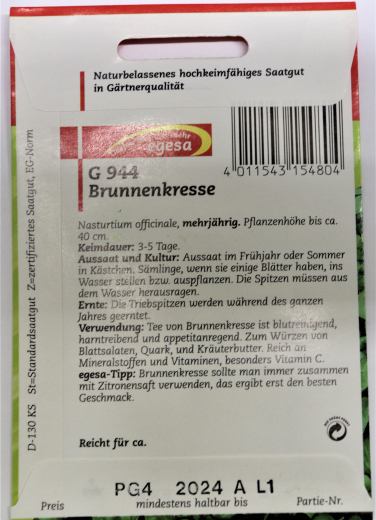 Naturbelassenes hochkeimfähiges Saatgut
in Gärtnerqualität
mehr
egesa
G 944
Brunnenkresse
4 011543 154804
Nasturtium officinale, mehrjährig. Pflanzenhöhe bis ca.
40 cm.
Keimdauer: 3-5 Tage.
Aussaat und Kultur: Aussaat im Frühjahr oder Sommer
in Kästchen. Sämlinge, wenn sie einige Blätter haben, ins
Wasser stellen bzw. auspflanzen. Die Spitzen müssen aus
dem Wasser herausragen.
Ernte: Die Triebspitzen werden während des ganzen
Jahres geerntet.
Verwendung: Tee von Brunnenkresse ist blutreinigend,
harntreibend und appetitanregend. Zum Würzen von
Blattsalaten, Quark, und Kräuterbutter. Reich an
Mineralstoffen und Vitaminen, besonders Vitamin C.
egesa-Tipp: Brunnenkresse sollte man immer zusammen
mit Zitronensaft verwenden, das ergibt erst den besten
Geschmack.
Reicht für ca.
PG4 2024 A L1
Preis mindestens haltbar bis Partie-Nr.
D-130 KS St=Standardsaatgut Z=zertifiziertes Saatgut, EG-Norm